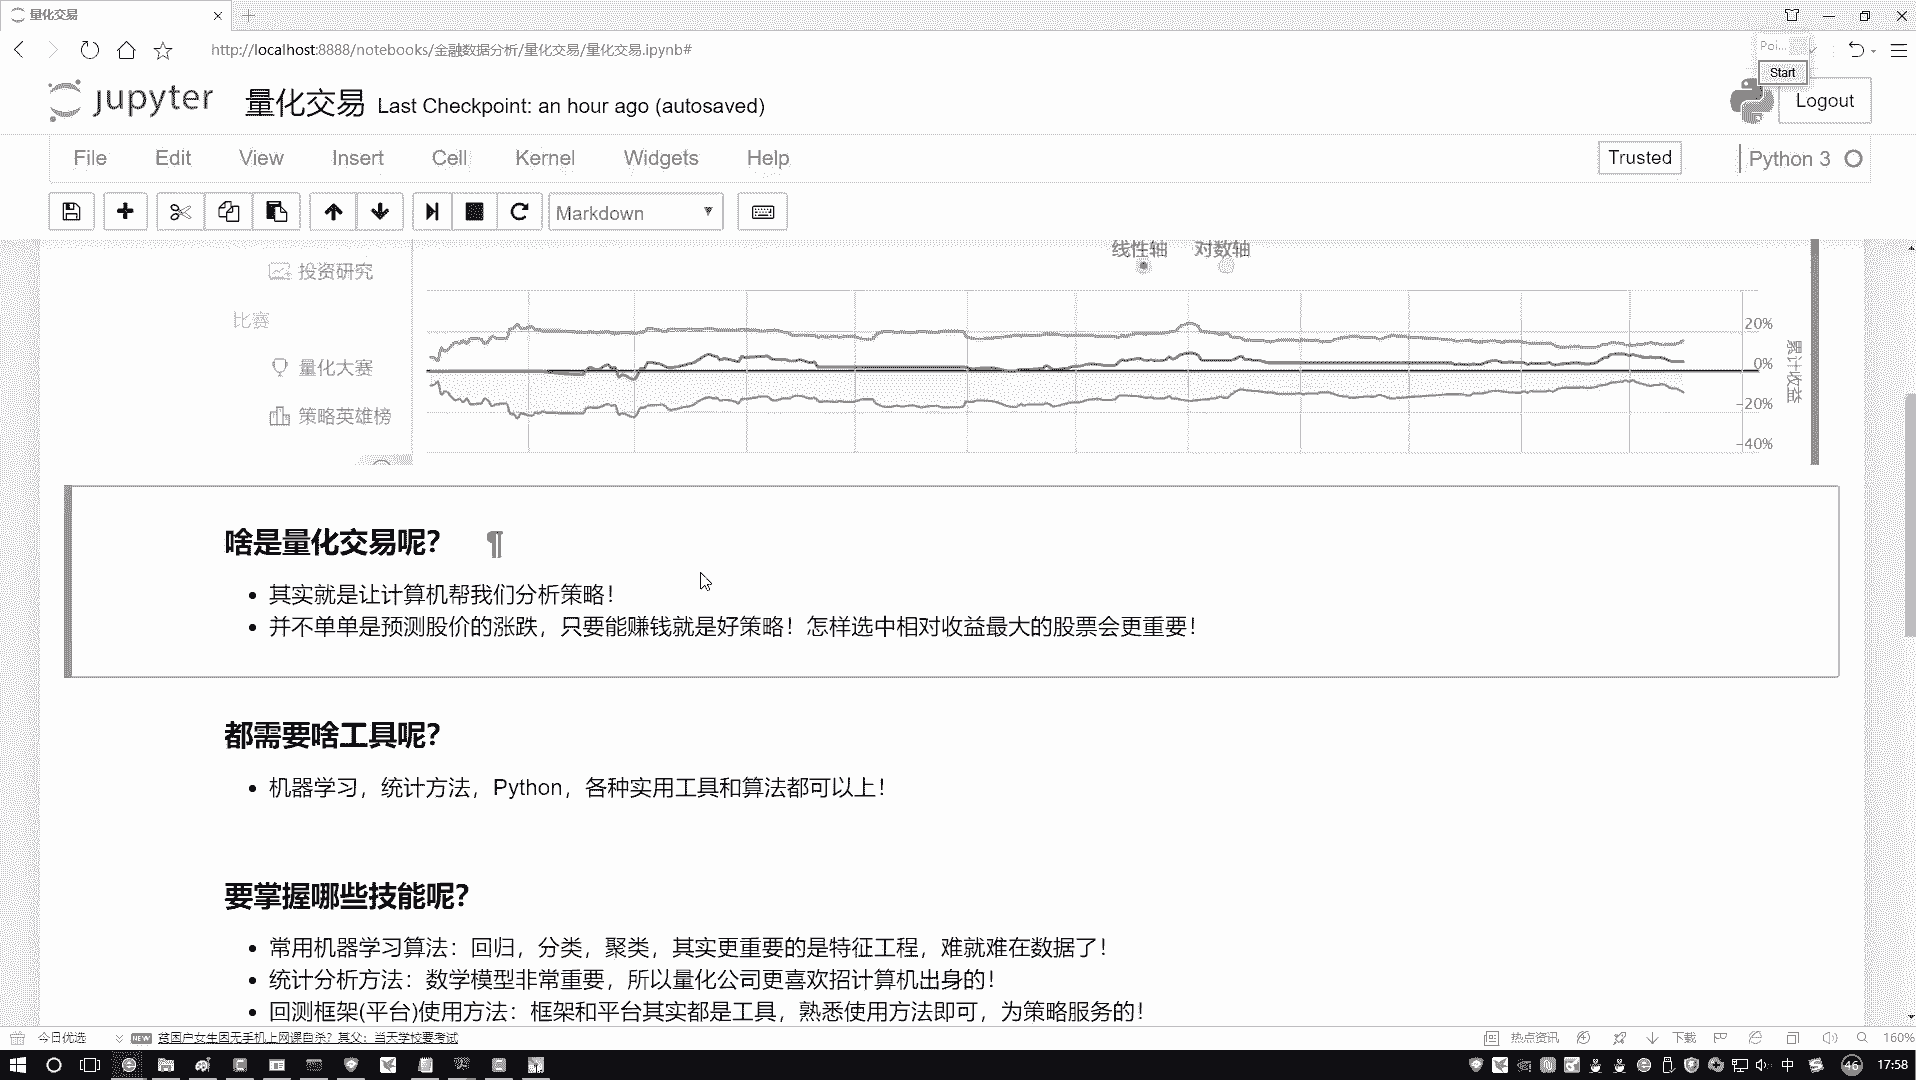 量化交易
http://localhost:8888/notebooks/金融数据分析/量化交易/量化交易.ipynb#
Poi...
Start
jupyter 量化交易 Last Checkpoint: an hour ago (autosaved)
Logout
File Edit View Insert Cell Kernel Widgets Help
Trusted
Python 3
Markdown
线性轴 对数轴
投资研究
比赛
量化大赛
策略英雄榜
20%
0%
-20%
-40%
累计收益
啥是量化交易呢? ¶
其实就是让计算机帮我们分析策略!
并不单单是预测股价的涨跌，只要能赚钱就是好策略! 怎样选中相对收益最大的股票会更重要!
都需要啥工具呢?
机器学习，统计方法，Python，各种实用工具和算法都可以上!
要掌握哪些技能呢?
常用机器学习算法：回归，分类，聚类，其实更重要的是特征工程，难就难在数据了!
统计分析方法：数学模型非常重要，所以量化公司更喜欢招计算机出身的!
回测框架(平台)使用方法：框架和平台其实都是工具，熟悉使用方法即可，为策略服务的!
今日优选
NEW 贫困户女生因无手机上网课自杀? 其父：当天学校要考试
热点资讯
下载
160%
中
46
17:58